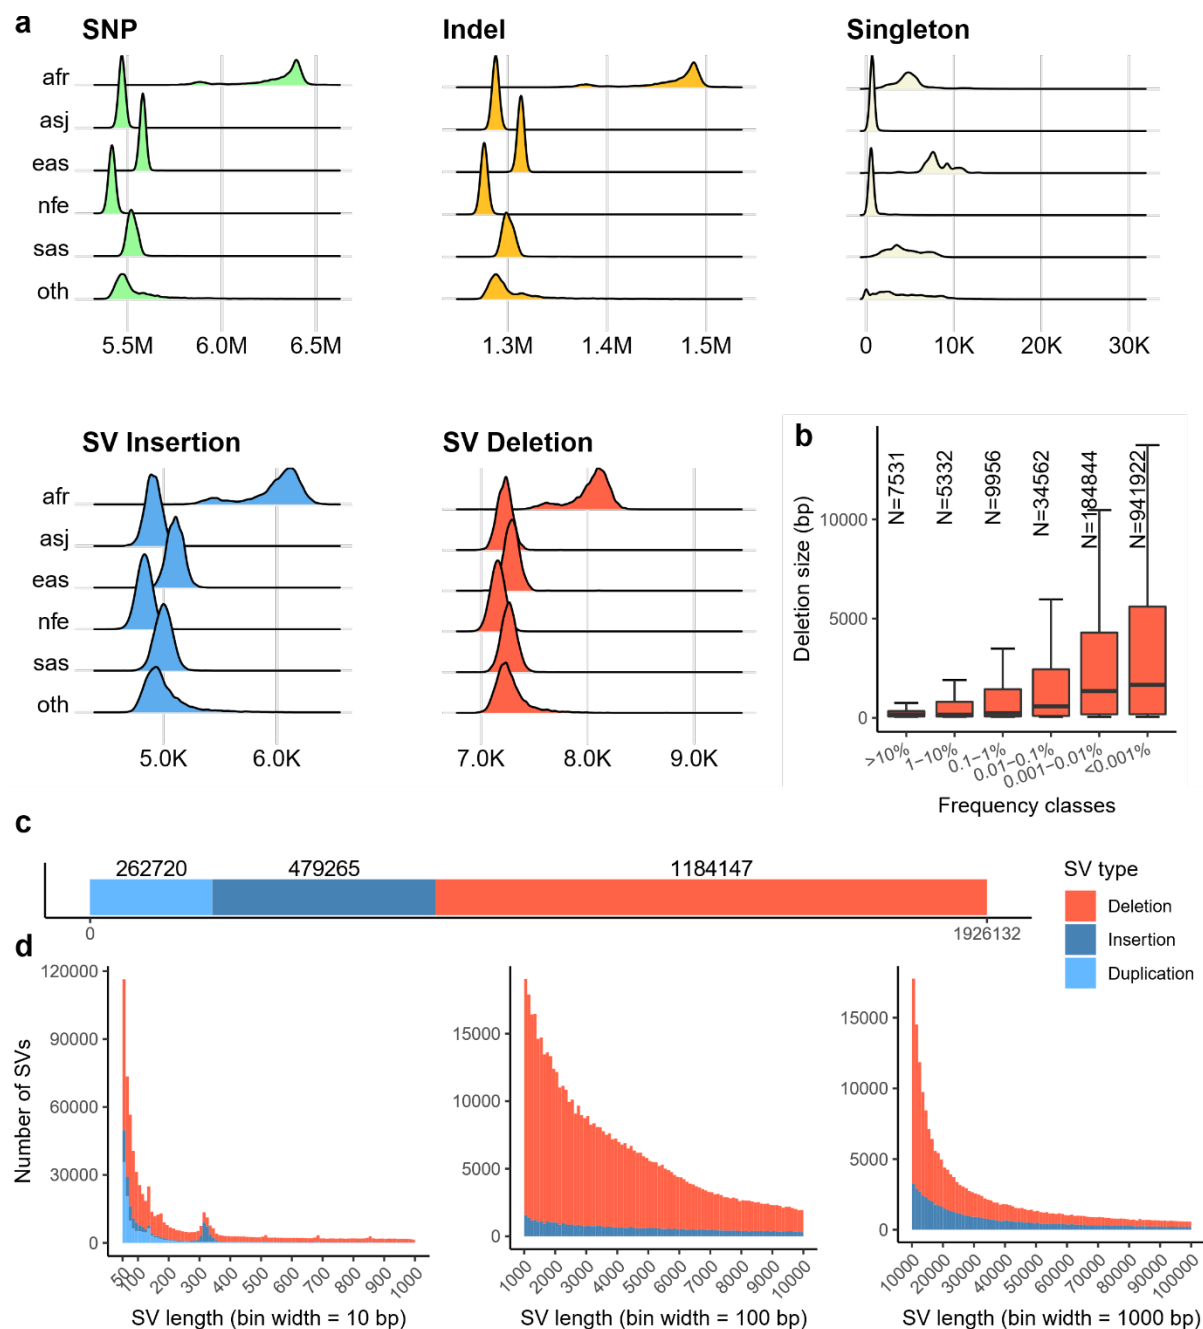 a
SNP
Indel
Singleton
afr
asj
eas
nfe
sas
oth
5.5M 6.0M 6.5M
1.3M 1.4M 1.5M
0 10K 20K 30K
SV Insertion
SV Deletion
afr
asj
eas
nfe
sas
oth
5.0K 6.0K
7.0K 8.0K 9.0K
b
Deletion size (bp)
10000
5000
0
N=7531
N=5332
N=9956
N=34562
N=184844
N=941922
>10%
1−10%
0.1−1%
0.01−0.1%
0.001−0.01%
<0.001%
Frequency classes
c
262720 479265 1184147
0 1926132
SV type
Deletion
Insertion
Duplication
d
Number of SVs
120000
90000
60000
30000
0
50 100 200 300 400 500 600 700 800 900 1000
SV length (bin width = 10 bp)
15000
10000
5000
0
1000 2000 3000 4000 5000 6000 7000 8000 9000 10000
SV length (bin width = 100 bp)
15000
10000
5000
0
10000 20000 30000 40000 50000 60000 70000 80000 90000 100000
SV length (bin width = 1000 bp)